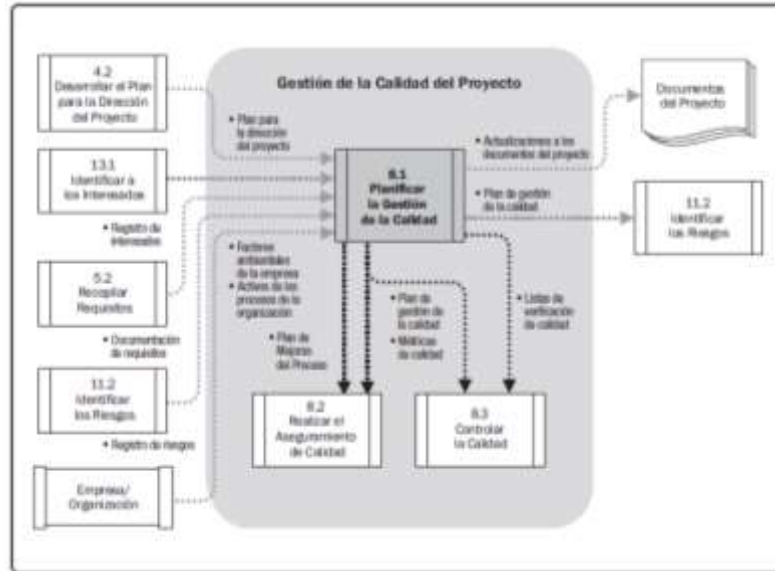 Gestión de la Calidad del Proyecto
4.2
Desarrollar el Plan
para la Dirección
del Proyecto
• Plan para
la dirección
del proyecto
13.1
Identificar a
los Interesados
• Registro de
interesados
5.2
Recopilar
Requisitos
• Documentación
de requisitos
11.2
Identificar
los Riesgos
• Registro de riesgos
Empresa/
Organización
• Factores
ambientales
de la empresa
• Activos de los
procesos de la
organización
8.1
Planificar
la Gestión
de la Calidad
• Actualizaciones a los
documentos del proyecto
Documentos
del Proyecto
• Plan de gestión
de la calidad
11.2
Identificar
los Riesgos
• Plan de
Mejoras
del Proceso
• Plan de
gestión de
la calidad
• Métricas
de calidad
• Listas de
verificación
de calidad
8.2
Realizar el
Aseguramiento
de Calidad
8.3
Controlar
la Calidad